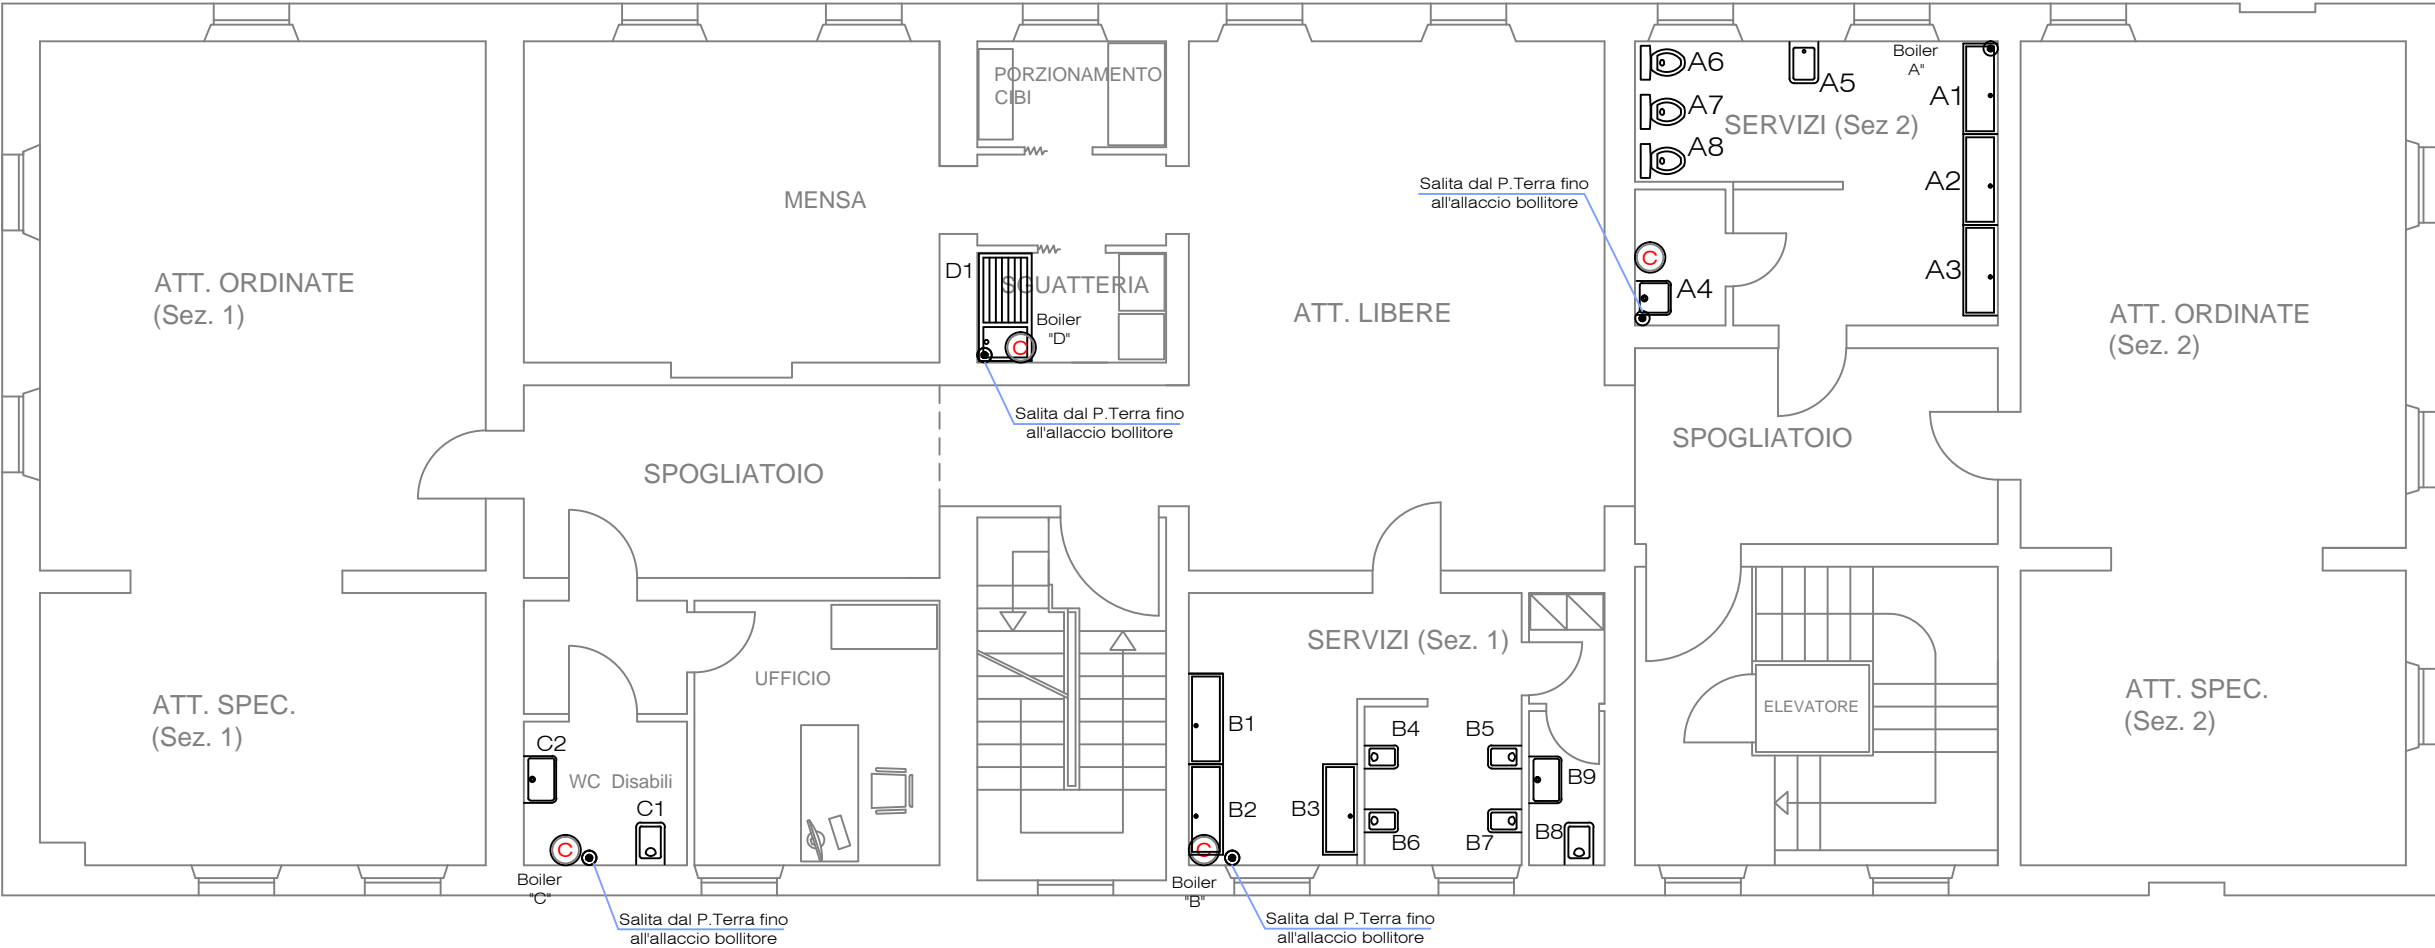 PORZIONAMENTO
CIBI
MENSA
ATT. ORDINATE
(Sez. 1)
D1
SGUATTERIA
Boiler
"D"
Salita dal P.Terra fino
all'allaccio bollitore
SPOGLIATOIO
ATT. LIBERE
A6
A7
A8
A5
Boiler
A"
A1
SERVIZI (Sez 2)
A2
A3
Salita dal P.Terra fino
all'allaccio bollitore
C
A4
C
ATT. ORDINATE
(Sez. 2)
SPOGLIATOIO
ATT. SPEC.
(Sez. 1)
UFFICIO
C2
WC Disabili
C1
C
Boiler
"C"
Salita dal P.Terra fino
all'allaccio bollitore
SERVIZI (Sez. 1)
B1
B2
B3
B4
B5
B6
B7
B9
B8
C
Boiler
"B"
Salita dal P.Terra fino
all'allaccio bollitore
ELEVATORE
ATT. SPEC.
(Sez. 2)